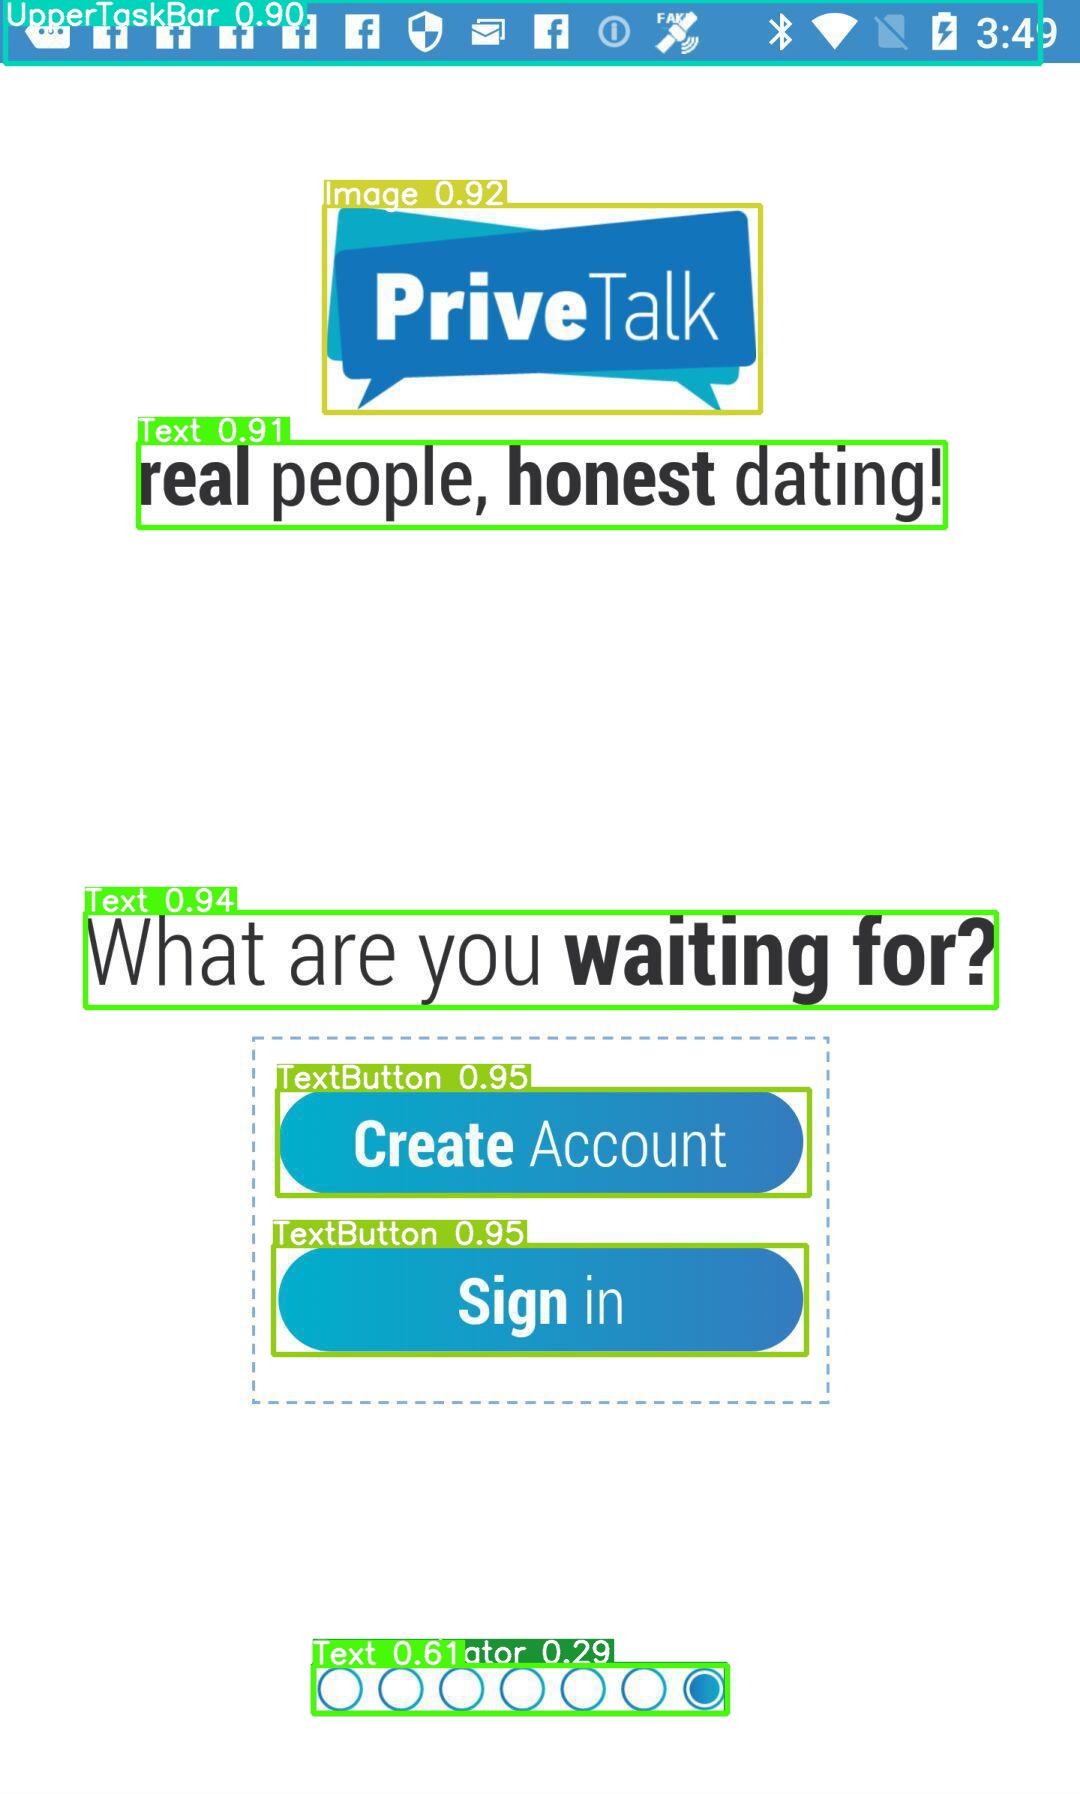 UpperTaskBar 0.90
FAKE
3:49
Image 0.92
PriveTalk
Text 0.91
real people, honest dating!
Text 0.94
What are you waiting for?
TextButton 0.95
Create Account
TextButton 0.95
Sign in
Text 0.61ator 0.29